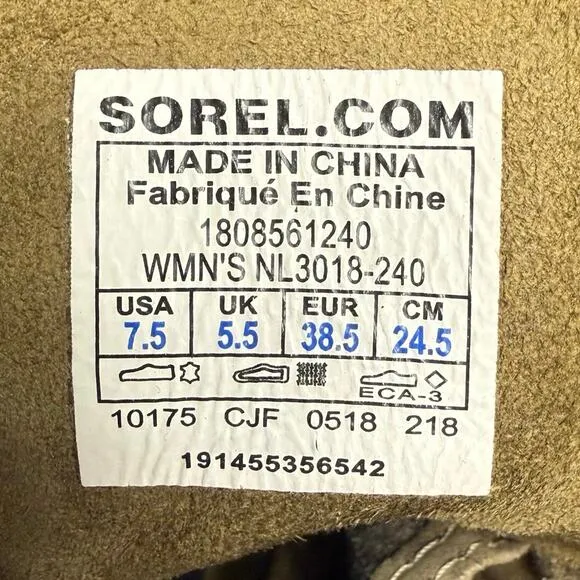 SOREL.COM
MADE IN CHINA
Fabriqué En Chine
1808561240
WMN'S NL3018-240
USA UK EUR CM
7.5 5.5 38.5 24.5
ECA-3
10175 CJF 0518 218
191455356542